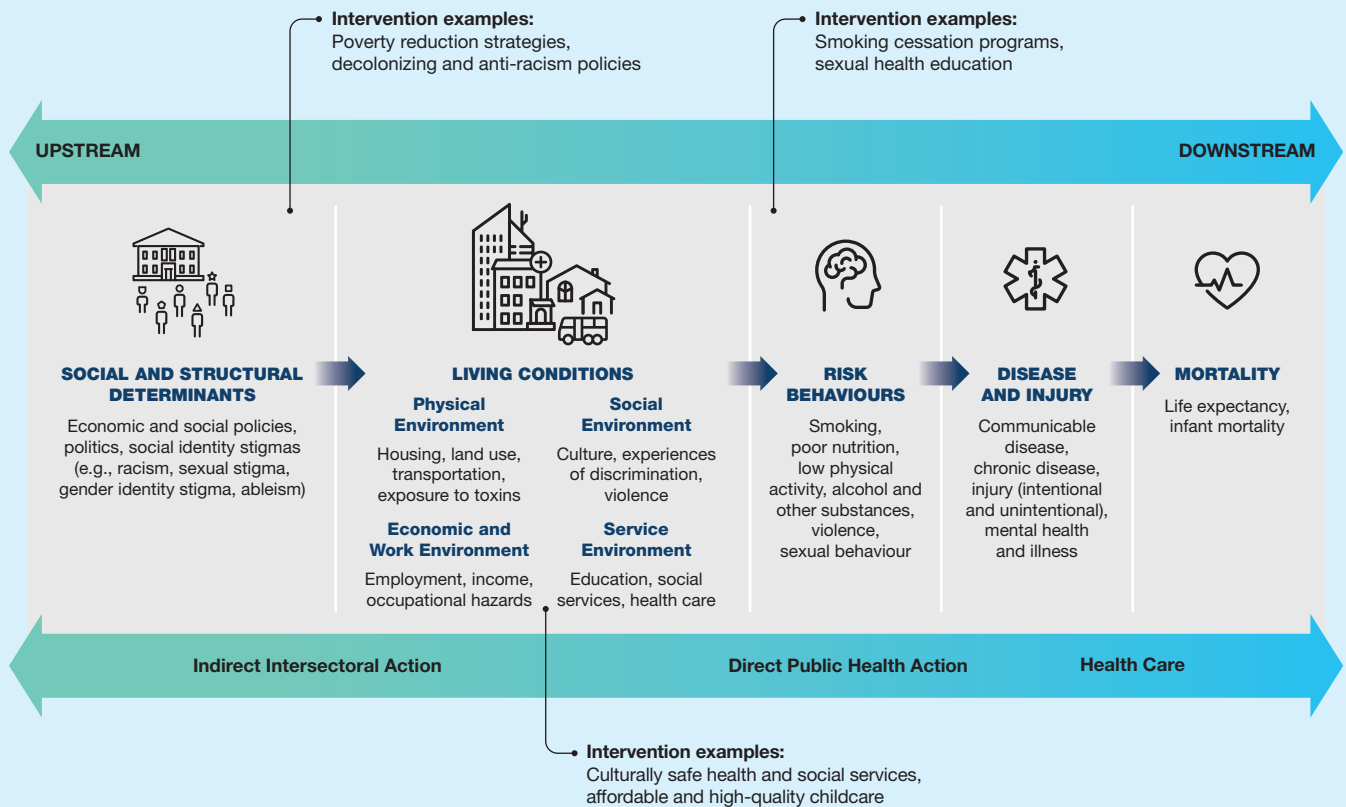 Intervention examples:
Poverty reduction strategies,
decolonizing and anti-racism policies
Intervention examples:
Smoking cessation programs,
sexual health education
UPSTREAM
DOWNSTREAM
SOCIAL AND STRUCTURAL
DETERMINANTS
Economic and social policies,
politics, social identity stigmas
(e.g., racism, sexual stigma,
gender identity stigma, ableism)
LIVING CONDITIONS
Physical
Environment
Housing, land use,
transportation,
exposure to toxins
Social
Environment
Culture, experiences
of discrimination,
violence
Economic and
Work Environment
Employment, income,
occupational hazards
Service
Environment
Education, social
services, health care
RISK
BEHAVIOURS
Smoking,
poor nutrition,
low physical
activity, alcohol and
other substances,
violence,
sexual behaviour
DISEASE
AND INJURY
Communicable
disease,
chronic disease,
injury (intentional
and unintentional),
mental health
and illness
MORTALITY
Life expectancy,
infant mortality
Indirect Intersectoral Action
Direct Public Health Action
Health Care
Intervention examples:
Culturally safe health and social services,
affordable and high-quality childcare